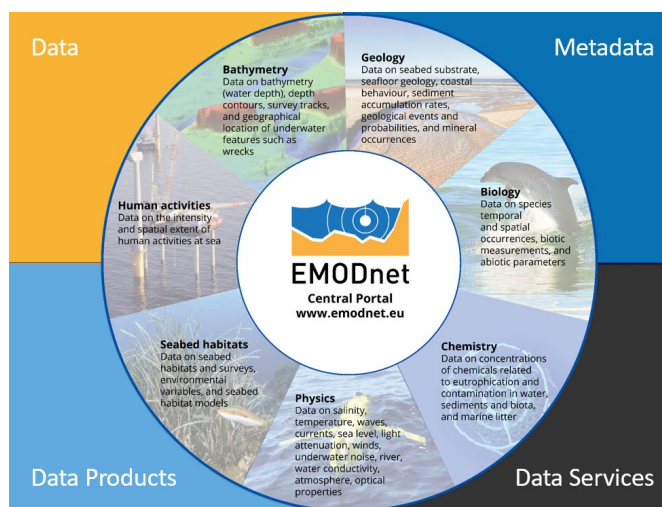 Data
Metadata
Bathymetry
Data on bathymetry
(water depth), depth
contours, survey tracks,
and geographical
location of underwater
features such as
wrecks
Geology
Data on seabed substrate,
seafloor geology, coastal
behaviour, sediment
accumulation rates,
geological events and
probabilities, and mineral
occurrences
Human activities
Data on the intensity
and spatial extent of
human activities at sea
Biology
Data on species
temporal
and spatial
occurrences, biotic
measurements, and
abiotic parameters
EMODnet
Central Portal
www.emodnet.eu
Seabed habitats
Data on seabed
habitats and surveys,
environmental
variables, and seabed
habitat models
Chemistry
Data on concentrations
of chemicals related
to eutrophication and
contamination in water,
sediments and biota,
and marine litter
Physics
Data on salinity,
temperature, waves,
currents, sea level, light
attenuation, winds,
underwater noise, river,
water conductivity,
atmosphere, optical
properties
Data Products
Data Services